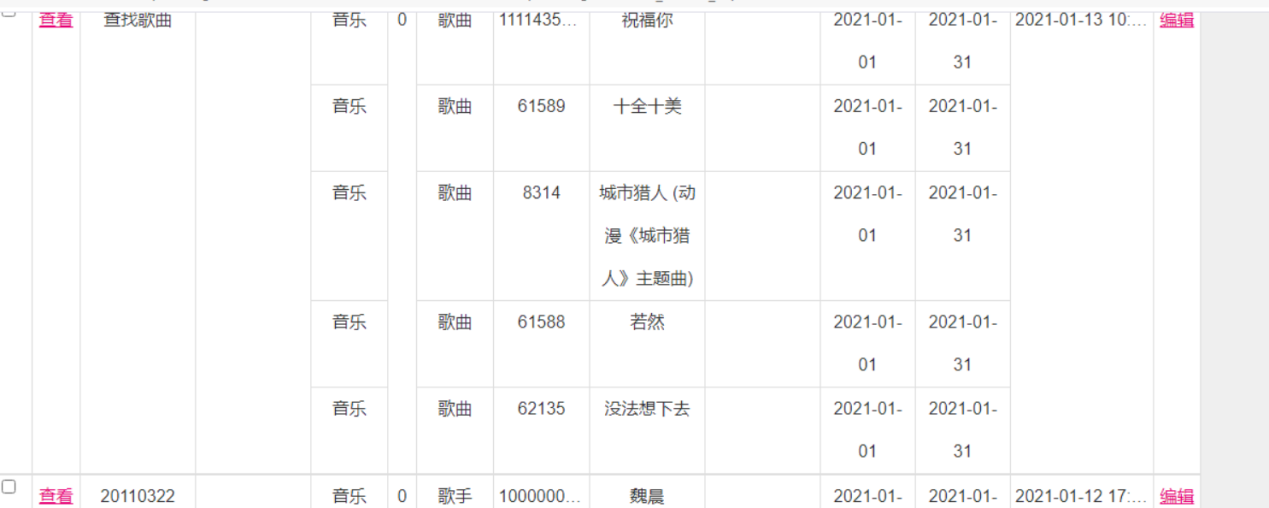 查看 查找歌曲 音乐 0 歌曲 1111435... 祝福你 2021-01- 2021-01- 2021-01-13 10:... 编辑
01 31
音乐 歌曲 61589 十全十美 2021-01- 2021-01-
01 31
音乐 歌曲 8314 城市猎人 (动 2021-01- 2021-01-
漫《城市猎 01 31
人》主题曲)
音乐 歌曲 61588 若然 2021-01- 2021-01-
01 31
音乐 歌曲 62135 没法想下去 2021-01- 2021-01-
01 31
查看 20110322 音乐 0 歌手 1000000... 魏晨 2021-01- 2021-01- 2021-01-12 17:... 编辑